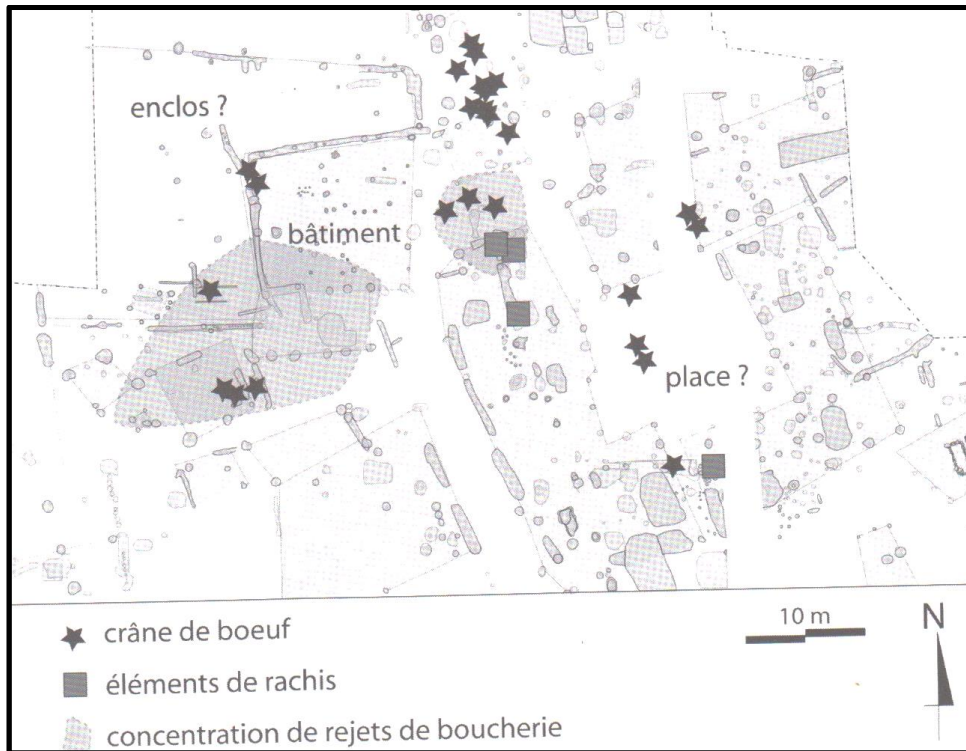 enclos ?
bâtiment
place ?
crâne de boeuf
éléments de rachis
concentration de rejets de boucherie
10 m
N